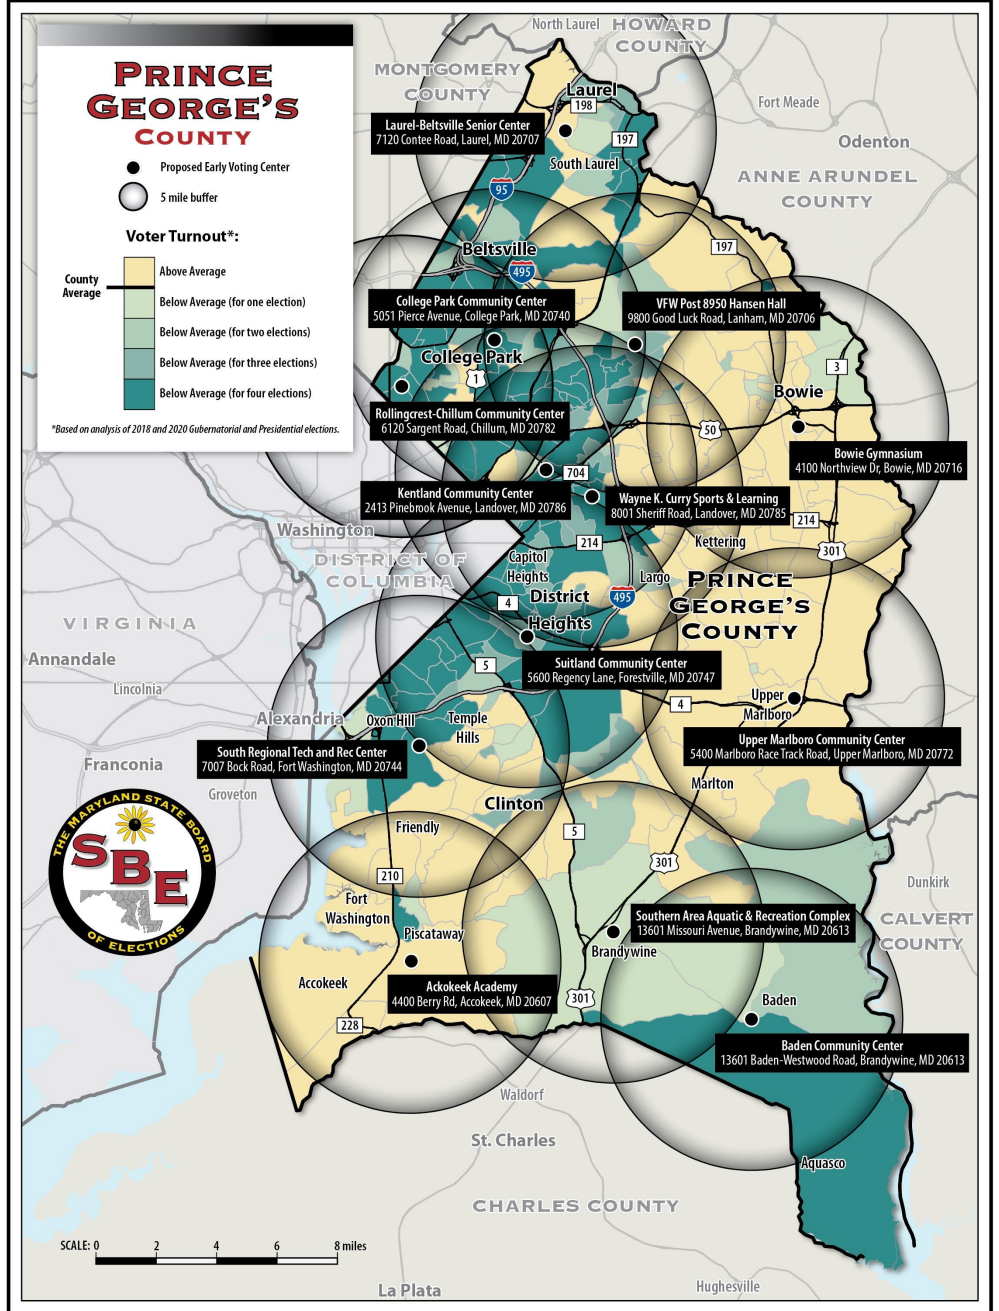 PRINCE
GEORGE'S
COUNTY
Proposed Early Voting Center
5 mile buffer
Voter Turnout*:
County
Average
Above Average
Below Average (for one election)
Below Average (for two elections)
Below Average (for three elections)
Below Average (for four elections)
*Based on analysis of 2018 and 2020 Gubernatorial and Presidential elections.
North Laurel
HOWARD
COUNTY
MONTGOMERY
COUNTY
Laurel
198
Fort Meade
Laurel-Beltsville Senior Center
7120 Contee Road, Laurel, MD 20707
197
Odenton
South Laurel
ANNE ARUNDEL
COUNTY
95
197
Beltsville
495
College Park Community Center
5051 Pierce Avenue, College Park, MD 20740
VFW Post 8950 Hansen Hall
9800 Good Luck Road, Lanham, MD 20706
College Park
1
3
Bowie
Rollingcrest-Chillum Community Center
6120 Sargent Road, Chillum, MD 20782
50
Bowie Gymnasium
4100 Northview Dr, Bowie, MD 20716
704
Kentland Community Center
2413 Pinebrook Avenue, Landover, MD 20786
Wayne K. Curry Sports & Learning
8001 Sheriff Road, Landover, MD 20785
214
Washington
DISTRICT OF
COLUMBIA
214
Kettering
301
Capitol
Heights
Largo
PRINCE
GEORGE'S
COUNTY
District
Heights
495
4
VIRGINIA
Annandale
Lincolnia
5
Suitland Community Center
5600 Regency Lane, Forestville, MD 20747
Upper
Marlboro
4
Alexandria
Oxon Hill
Temple
Hills
South Regional Tech and Rec Center
7007 Bock Road, Fort Washington, MD 20744
Upper Marlboro Community Center
5400 Marlboro Race Track Road, Upper Marlboro, MD 20772
Franconia
Groveton
Marlton
Clinton
THE MARYLAND STATE BOARD
SBE
OF ELECTIONS
Friendly
5
301
210
Dunkirk
Fort
Washington
Piscataway
Southern Area Aquatic & Recreation Complex
13601 Missouri Avenue, Brandywine, MD 20613
CALVERT
COUNTY
Brandywine
Accokeek
Ackokeek Academy
4400 Berry Rd, Accokeek, MD 20607
301
Baden
228
Baden Community Center
13601 Baden-Westwood Road, Brandywine, MD 20613
Waldorf
St. Charles
Aquasco
CHARLES COUNTY
SCALE: 0 2 4 6 8 miles
La Plata
Hughesville